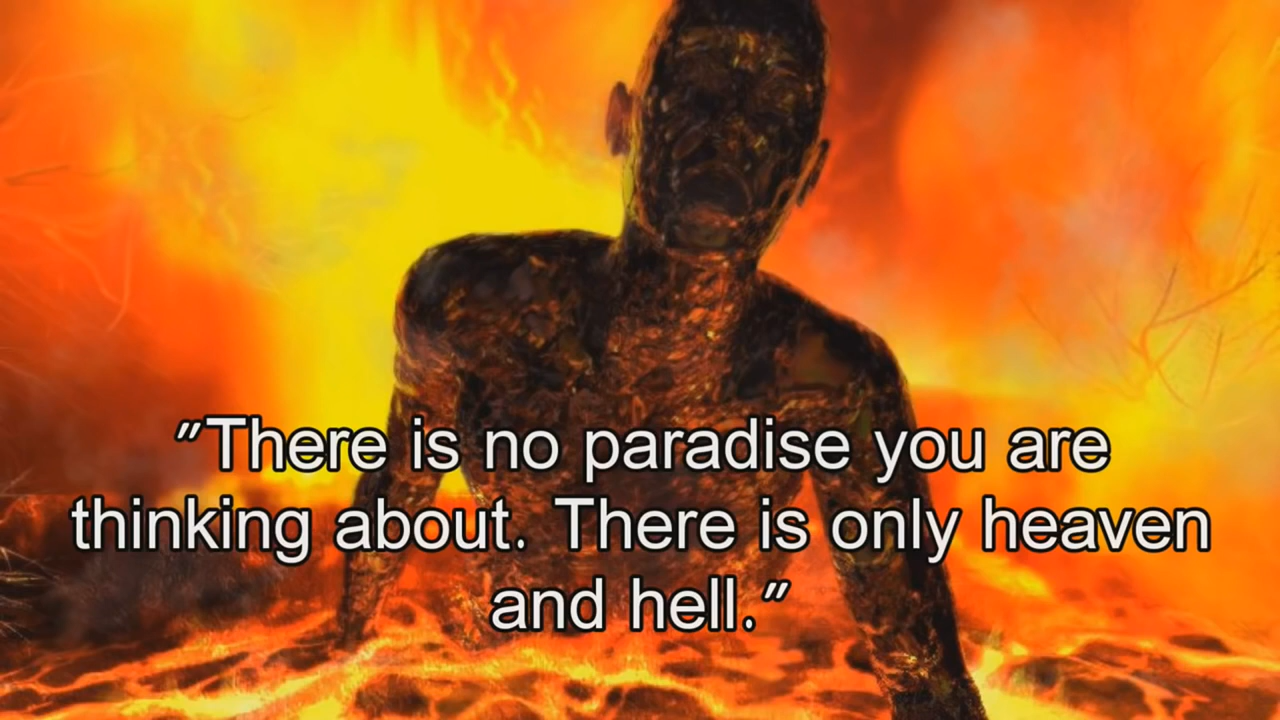 "There is no paradise you are
thinking about. There is only heaven
and hell."